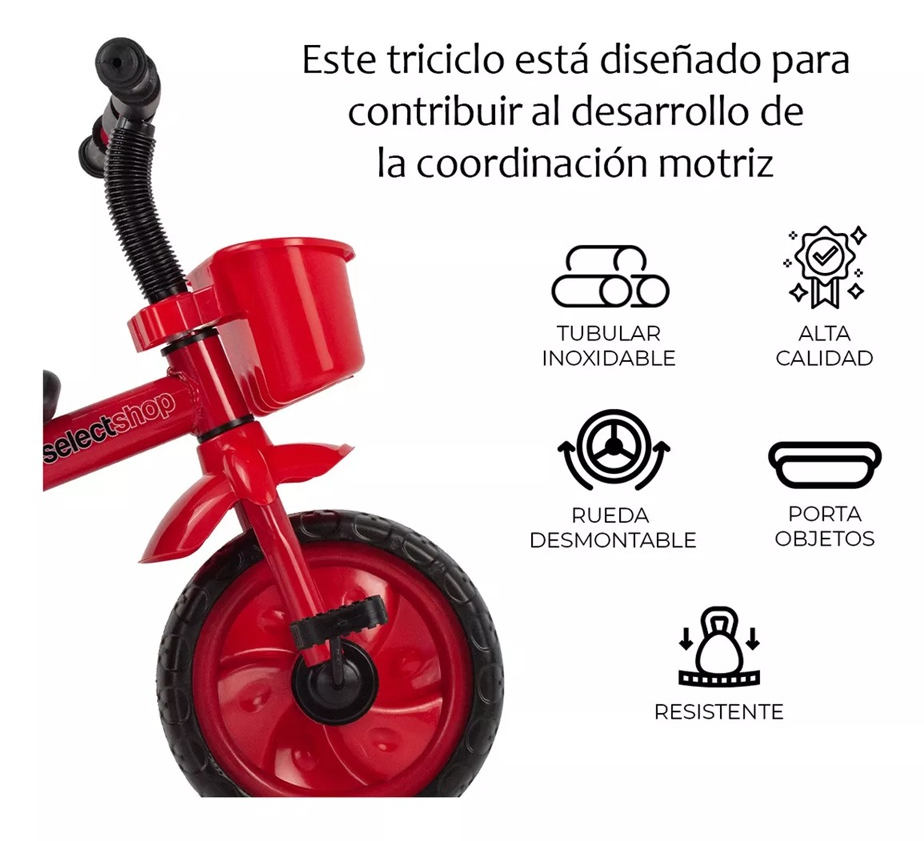 Este triciclo está diseñado para
contribuir al desarrollo de
la coordinación motriz
TUBULAR
INOXIDABLE
ALTA
CALIDAD
selectshop
RUEDA
DESMONTABLE
PORTA
OBJETOS
RESISTENTE